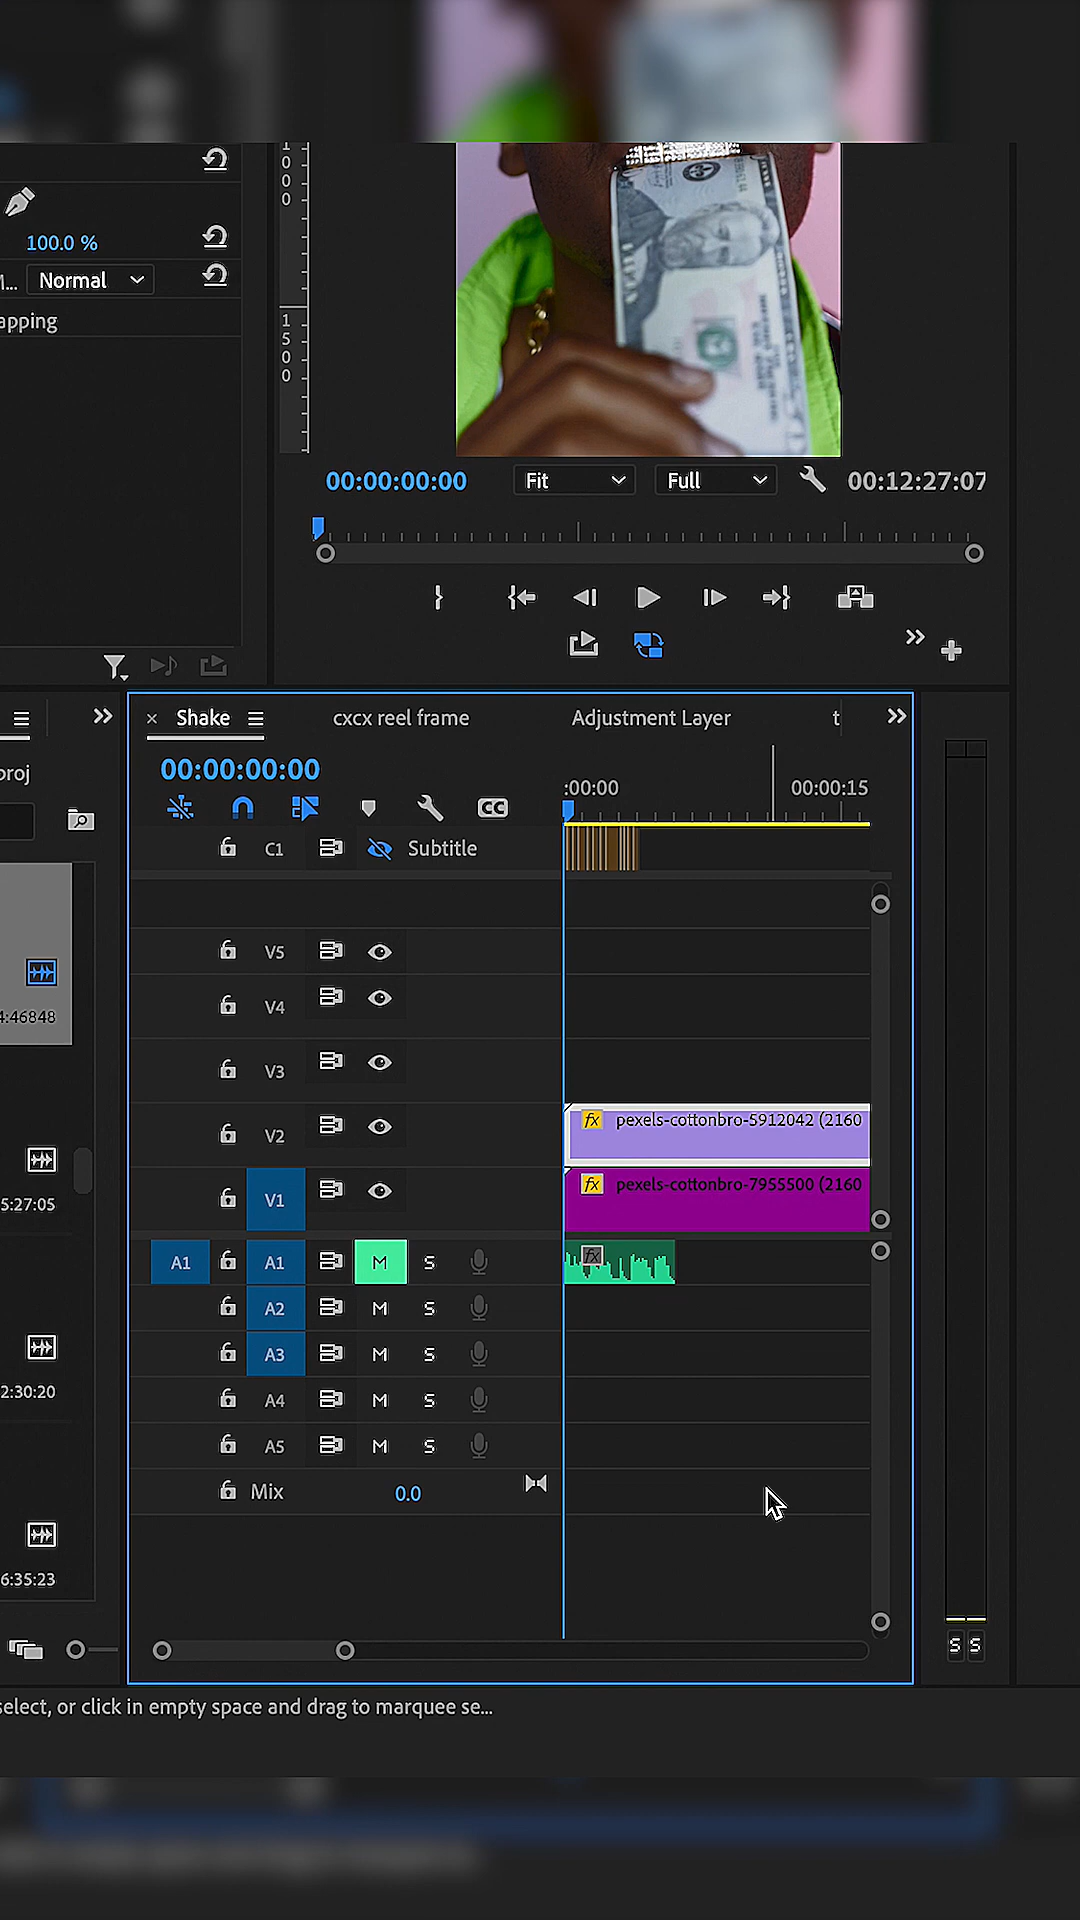 1
0
0
0
100.0 %
M...
Normal
apping
1
5
0
0
00:00:00:00
Fit
Full
00:12:27:07
× Shake
cxcx reel frame
Adjustment Layer
t
proj
00:00:00:00
:00:00
00:00:15
CC
C1
Subtitle
V5
4:46848
V4
V3
V2
pexels-cottonbro-5912042 (2160
V1
pexels-cottonbro-7955500 (2160
5:27:05
A1
A1
M
S
fx
A2
M
S
A3
M
S
2:30:20
A4
M
S
A5
M
S
Mix
0.0
6:35:23
S S
select, or click in empty space and drag to marquee se...